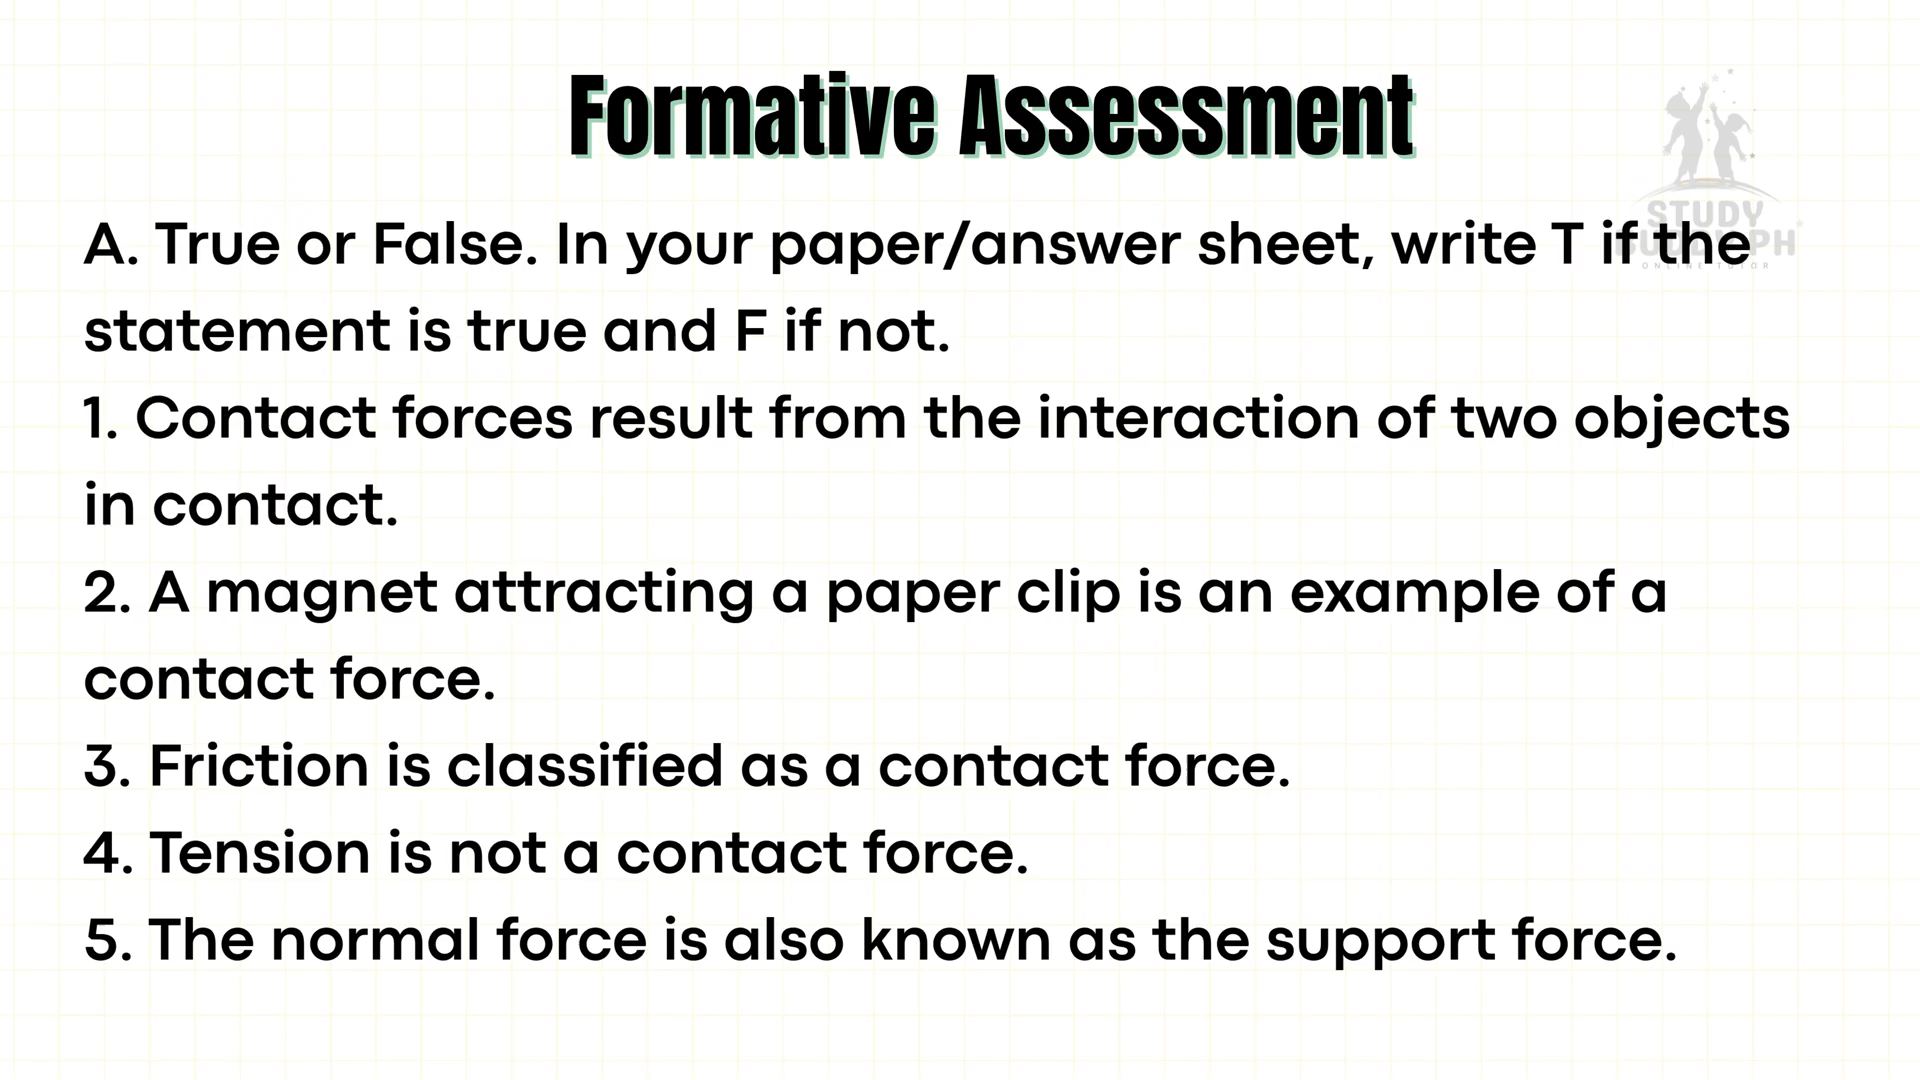 Formative Assessment
A. True or False. In your paper/answer sheet, write T if the
statement is true and F if not.
1. Contact forces result from the interaction of two objects
in contact.
2. A magnet attracting a paper clip is an example of a
contact force.
3. Friction is classified as a contact force.
4. Tension is not a contact force.
5. The normal force is also known as the support force.
STUDY
PH
ONLINE TUTOR